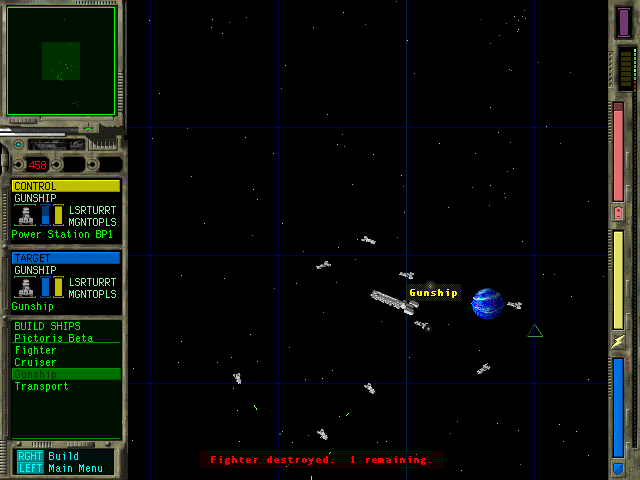 458
CONTROL
GUNSHIP
LSRTURRT
MGNTOPLS
Power Station BP1
TARGET
GUNSHIP
LSRTURRT
MGNTOPLS
Gunship
BUILD SHIPS
Pictoris Beta
Fighter
Cruiser
Gunship
Transport
RGHT Build
LEFT Main Menu
Gunship
Fighter destroyed. 1 remaining.